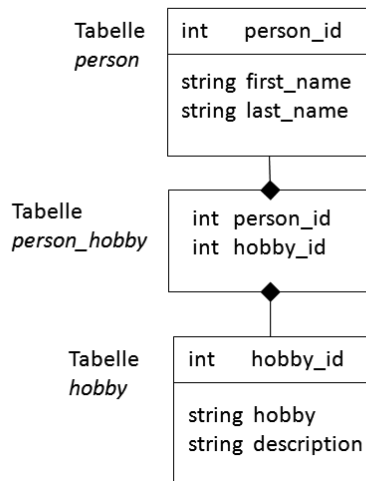 Tabelle
person
int person_id
string first_name
string last_name
Tabelle
person_hobby
int person_id
int hobby_id
Tabelle
hobby
int hobby_id
string hobby
string description